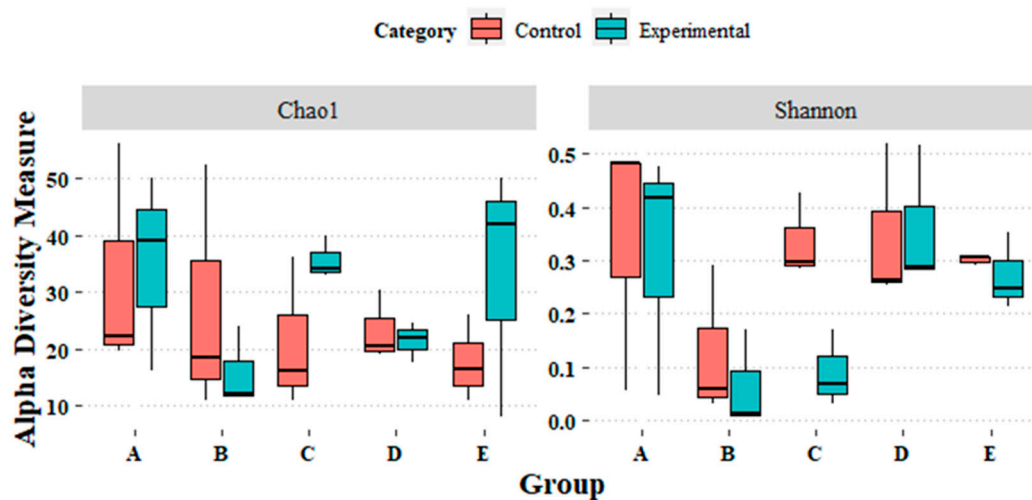 Category Control Experimental
Chao1 Shannon
Alpha Diversity Measure
50
40
30
20
10
0.5
0.4
0.3
0.2
0.1
0.0
A B C D E A B C D E
Group